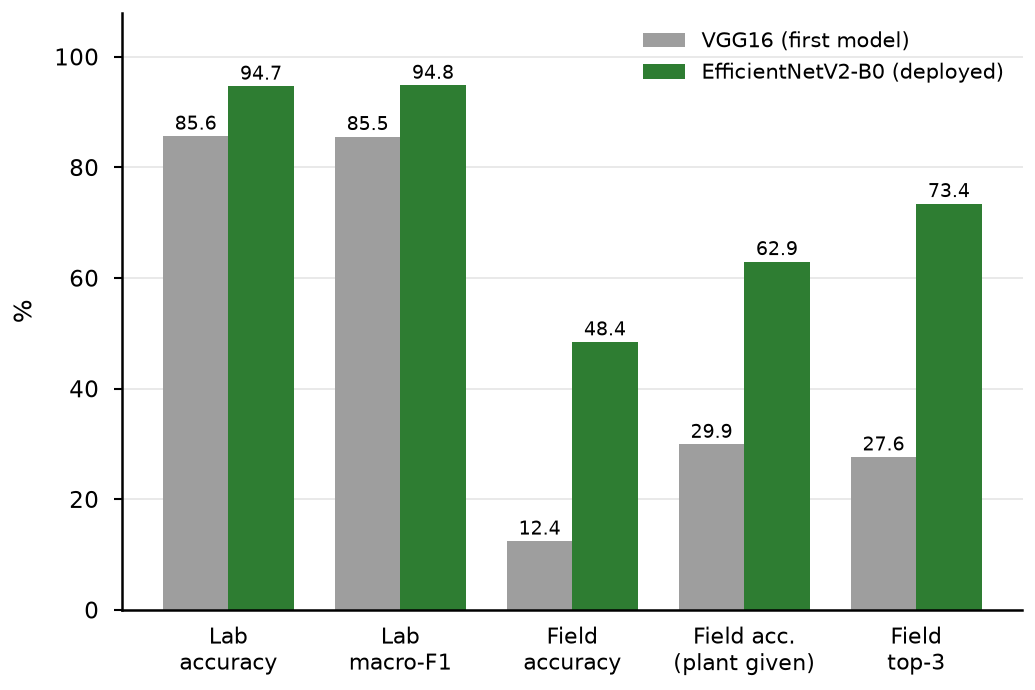 VGG16 (first model)
EfficientNetV2-B0 (deployed)
%
100
80
60
40
20
0
85.6
94.7
85.5
94.8
12.4
48.4
29.9
62.9
27.6
73.4
Lab
accuracy
Lab
macro-F1
Field
accuracy
Field acc.
(plant given)
Field
top-3